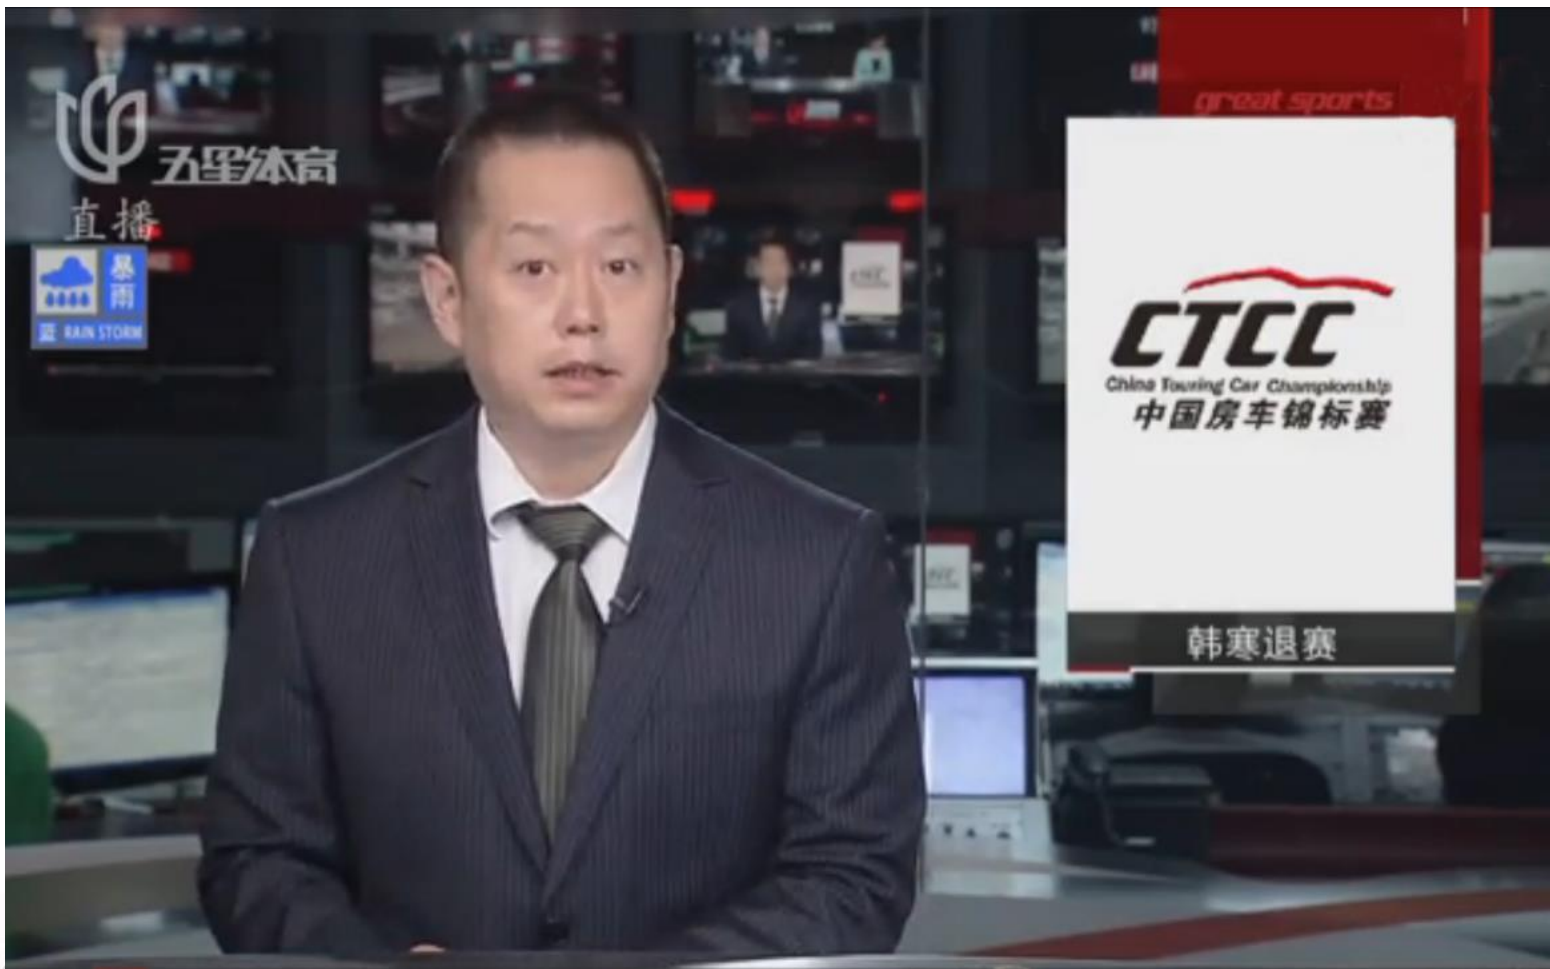 五星体育
直播
暴雨
蓝 RAIN STORM
great sports
CTCC
China Touring Car Championship
中国房车锦标赛
韩寒退赛